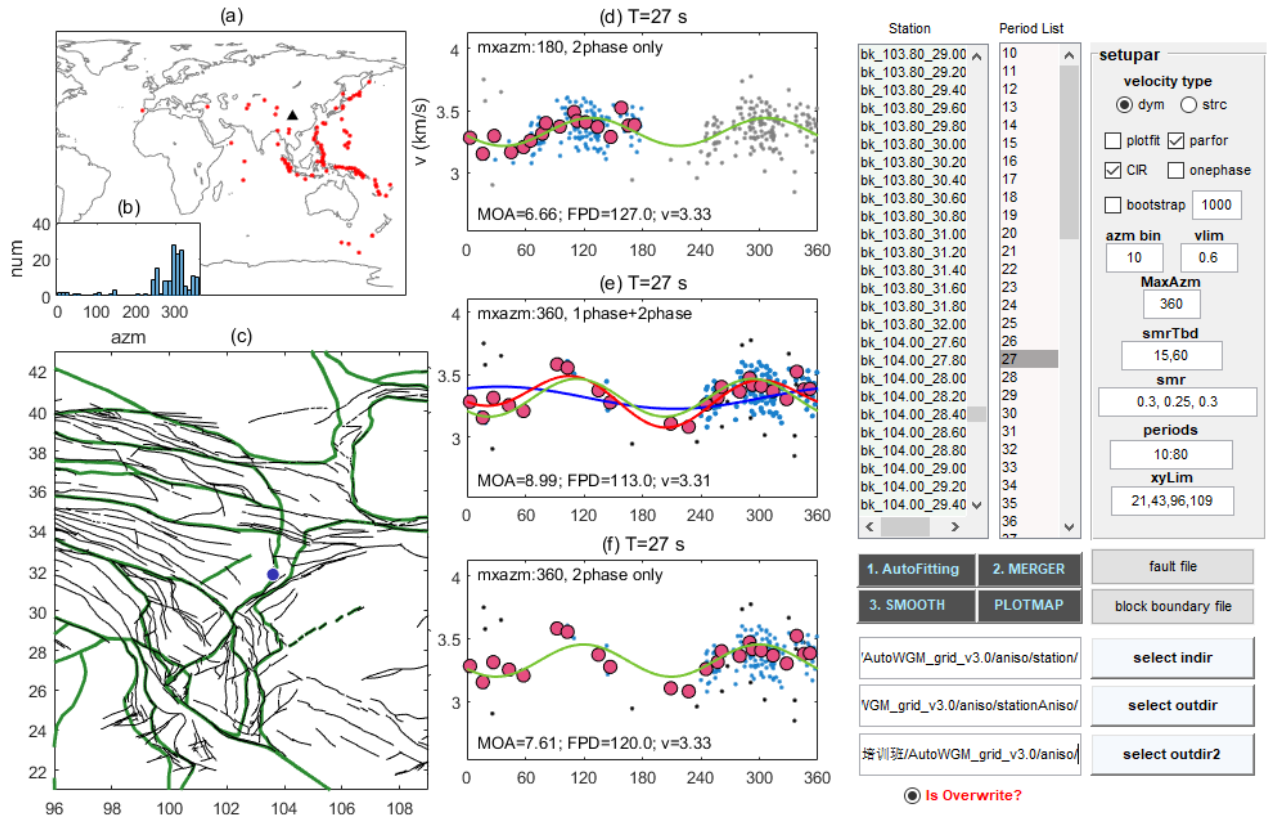 (a)
(b)
40
20
0
num
0 100 200 300
azm
(c)
42
40
38
36
34
32
30
28
26
24
22
96 98 100 102 104 106 108
(d) T=27 s
mxazm:180, 2phase only
4
3.5
3
v (km/s)
MOA=6.66; FPD=127.0; v=3.33
0 60 120 180 240 300 360
(e) T=27 s
mxazm:360, 1phase+2phase
4
3.5
3
MOA=8.99; FPD=113.0; v=3.31
0 60 120 180 240 300 360
(f) T=27 s
mxazm:360, 2phase only
4
3.5
3
MOA=7.61; FPD=120.0; v=3.33
0 60 120 180 240 300 360
Station
bk_103.80_29.00
bk_103.80_29.20
bk_103.80_29.40
bk_103.80_29.60
bk_103.80_29.80
bk_103.80_30.00
bk_103.80_30.20
bk_103.80_30.40
bk_103.80_30.60
bk_103.80_30.80
bk_103.80_31.00
bk_103.80_31.20
bk_103.80_31.40
bk_103.80_31.60
bk_103.80_31.80
bk_103.80_32.00
bk_104.00_27.60
bk_104.00_27.80
bk_104.00_28.00
bk_104.00_28.20
bk_104.00_28.40
bk_104.00_28.60
bk_104.00_28.80
bk_104.00_29.00
bk_104.00_29.20
bk_104.00_29.40
Period List
10
11
12
13
14
15
16
17
18
19
20
21
22
23
24
25
26
27
28
29
30
31
32
33
34
35
36
37
setupar
velocity type
dym strc
plotfit parfor
CIR onephase
bootstrap 1000
azm bin vlim
10 0.6
MaxAzm
360
smrTbd
15,60
smr
0.3, 0.25, 0.3
periods
10:80
xyLim
21,43,96,109
1. AutoFitting 2. MERGER
3. SMOOTH PLOTMAP
fault file
block boundary file
/AutoWGM_grid_v3.0/aniso/station/
select indir
WGM_grid_v3.0/aniso/stationAniso/
select outdir
培训班/AutoWGM_grid_v3.0/aniso/
select outdir2
Is Overwrite?